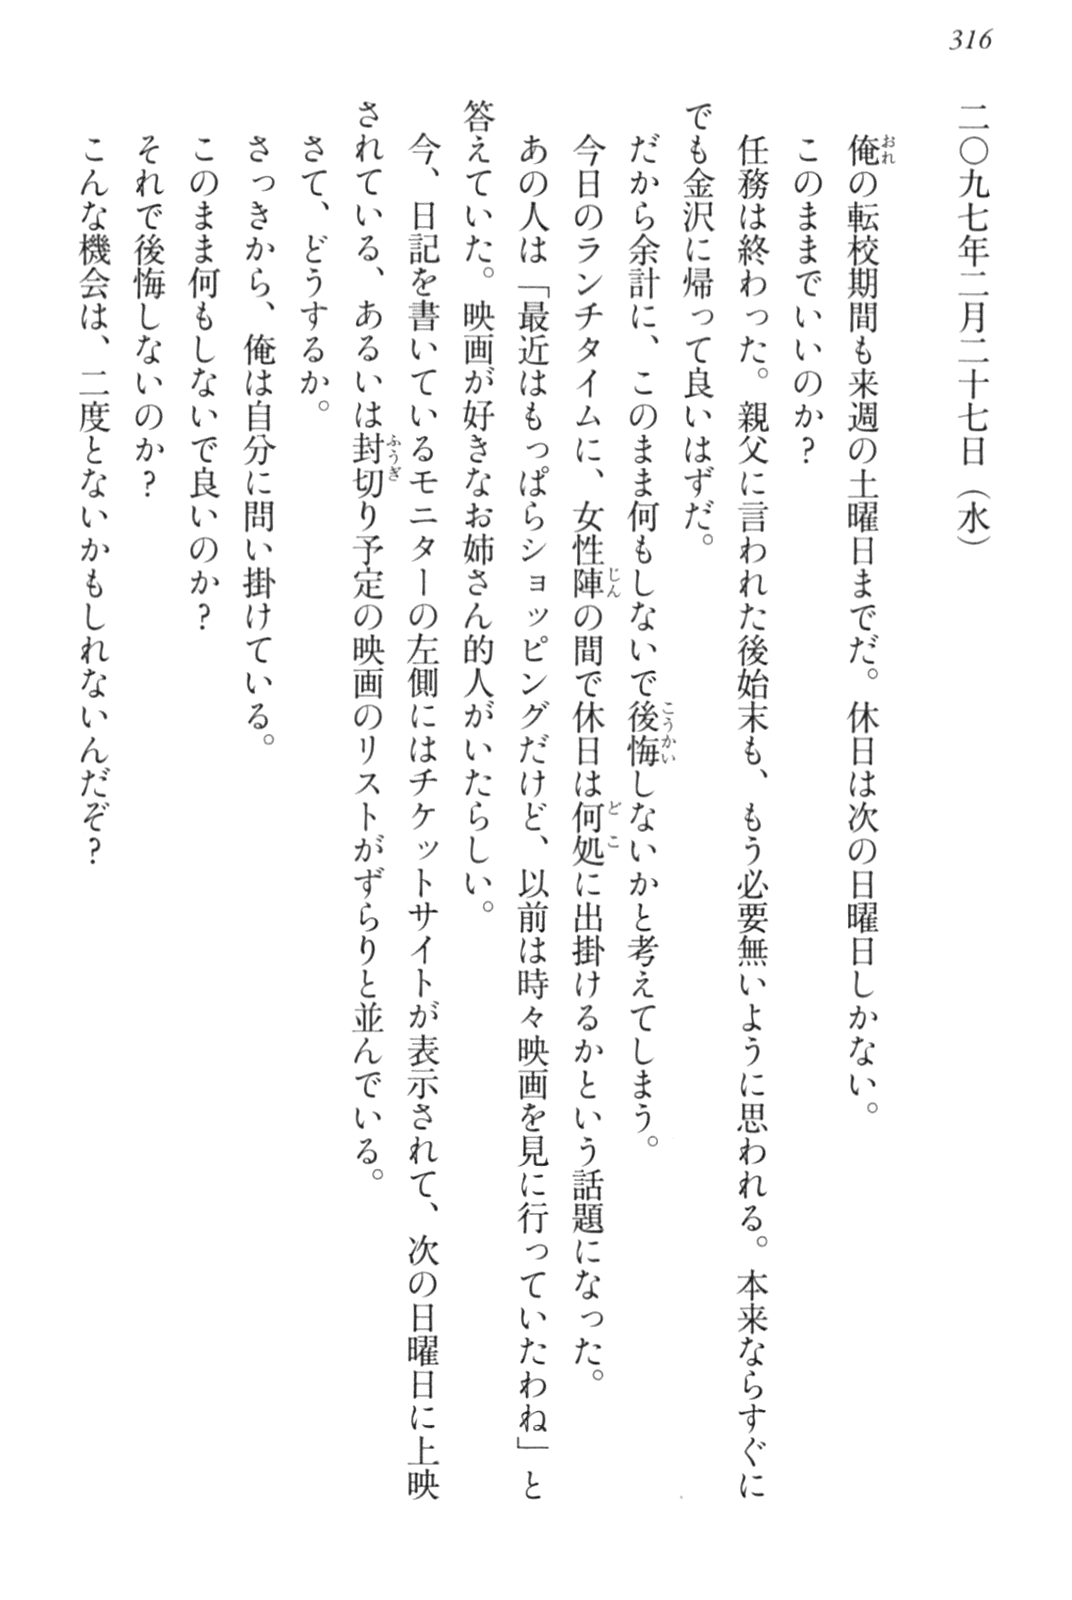 316
二〇九七年二月二十七日（水）
俺の転校期間も来週の土曜日までだ。休日は次の日曜日しかない。
このままでいいのか？
任務は終わった。親父に言われた後始末も、もう必要無いように思われる。本来ならすぐに
でも金沢に帰って良いはずだ。
だから余計に、このまま何もしないで後悔しないかと考えてしまう。
今日のランチタイムに、女性陣の間で休日は何処に出掛けるかという話題になった。
あの人は「最近はもっぱらショッピングだけど、以前は時々映画を見に行っていたわね」と
答えていた。映画が好きなお姉さん的人がいたらしい。
今、日記を書いているモニターの左側にはチケットサイトが表示されて、次の日曜日に上映
されている、あるいは封切り予定の映画のリストがずらりと並んでいる。
さて、どうするか。
さっきから、俺は自分に問い掛けている。
このまま何もしないで良いのか？
それで後悔しないのか？
こんな機会は、二度とないかもしれないんだぞ？